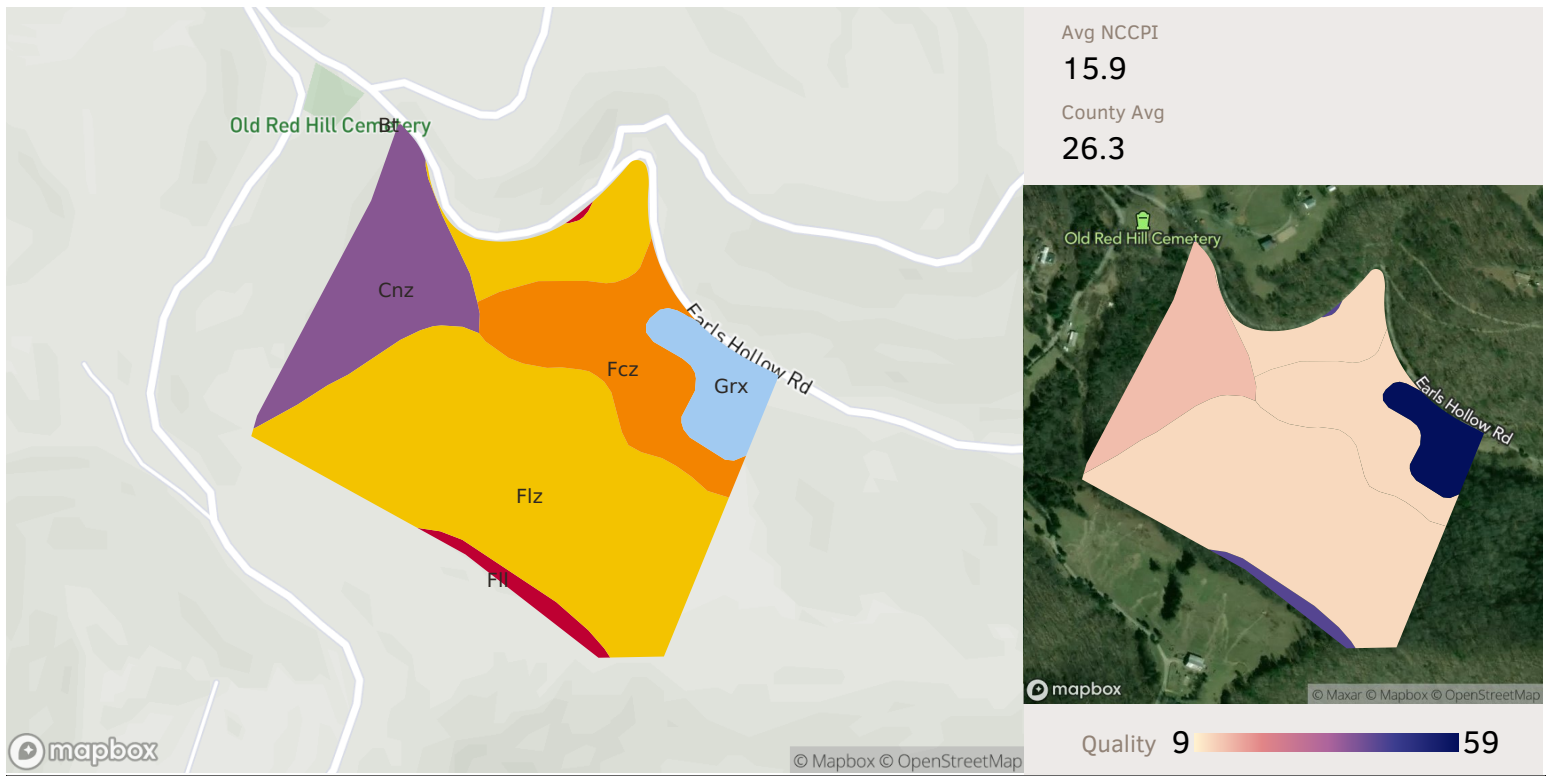 Old Red Hill Cemetery
Bt
Cnz
Earls Hollow Rd
Fcz
Grx
Flz
Fll
mapbox
© Mapbox © OpenStreetMap
Avg NCCPI
15.9
County Avg
26.3
Old Red Hill Cemetery
Earls Hollow Rd
mapbox
© Maxar © Mapbox © OpenStreetMap
Quality 9 59